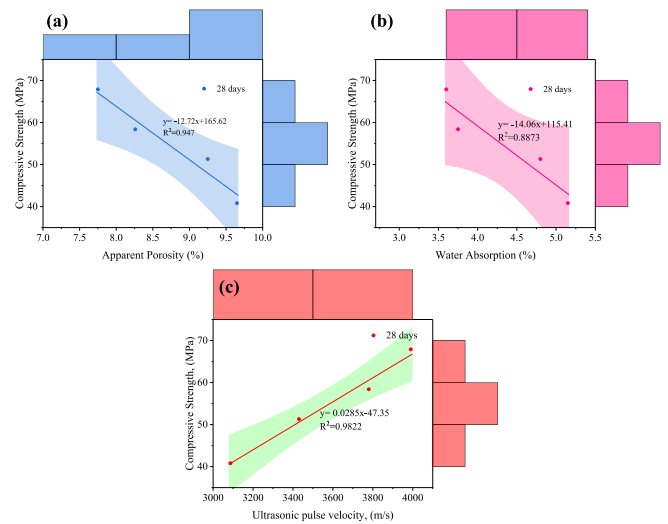 (a)
Compressive Strength (MPa)
70
60
50
40
28 days
y= -12.72x+165.62
R²=0.947
7.0 7.5 8.0 8.5 9.0 9.5 10.0
Apparent Porosity (%)
(b)
Compressive Strength (MPa)
70
60
50
40
28 days
y= -14.06x+115.41
R²=0.8873
3.0 3.5 4.0 4.5 5.0 5.5
Water Absorption (%)
(c)
Compressive Strength, (MPa)
70
60
50
40
28 days
y= 0.0285x-47.35
R²=0.9822
3000 3200 3400 3600 3800 4000
Ultrasonic pulse velocity, (m/s)